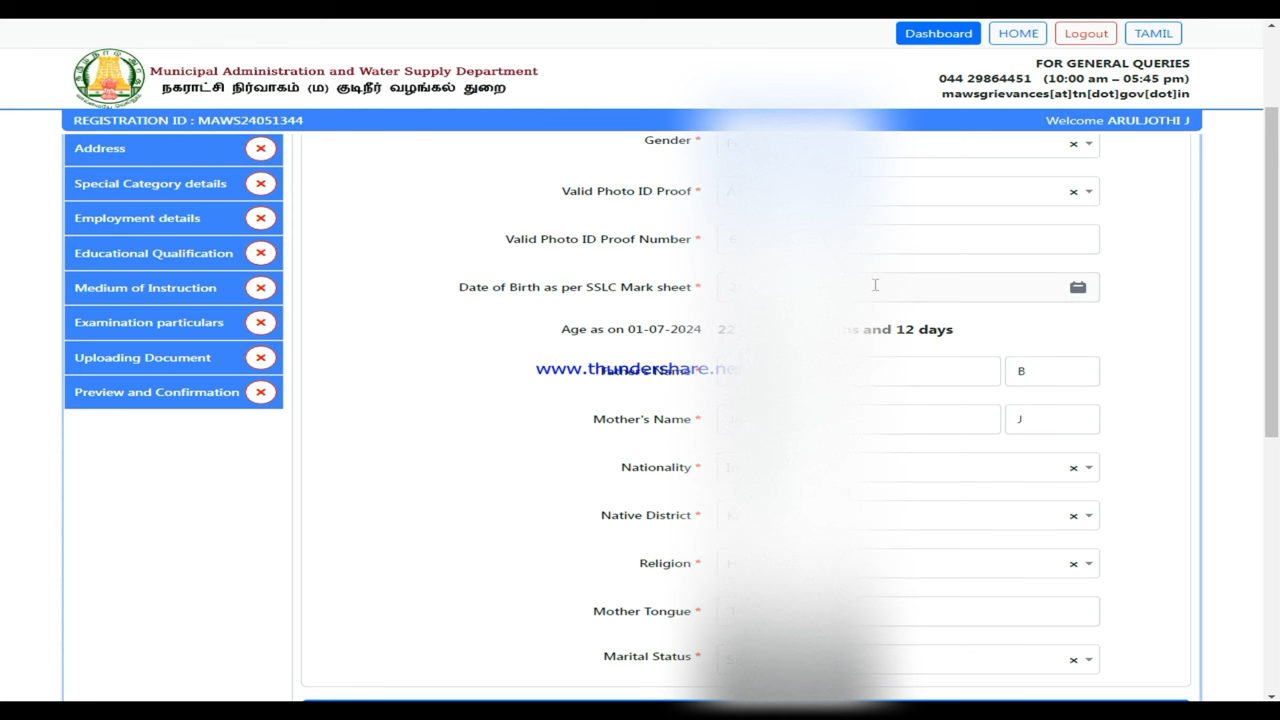 Dashboard HOME Logout TAMIL
Municipal Administration and Water Supply Department
நகராட்சி நிர்வாகம் (ம) குடிநீர் வழங்கல் துறை
FOR GENERAL QUERIES
044 29864451 (10:00 am – 05:45 pm)
mawsgrievances[at]tn[dot]gov[dot]in
REGISTRATION ID : MAWS24051344 Welcome ARULJOTHI J
Address
Special Category details
Employment details
Educational Qualification
Medium of Instruction
Examination particulars
Uploading Document
Preview and Confirmation
Gender *
Valid Photo ID Proof *
Valid Photo ID Proof Number *
Date of Birth as per SSLC Mark sheet *
Age as on 01-07-2024 22 and 12 days
www.thundershare.ne
Father's Name * B
Mother's Name * J
Nationality *
Native District *
Religion *
Mother Tongue *
Marital Status *